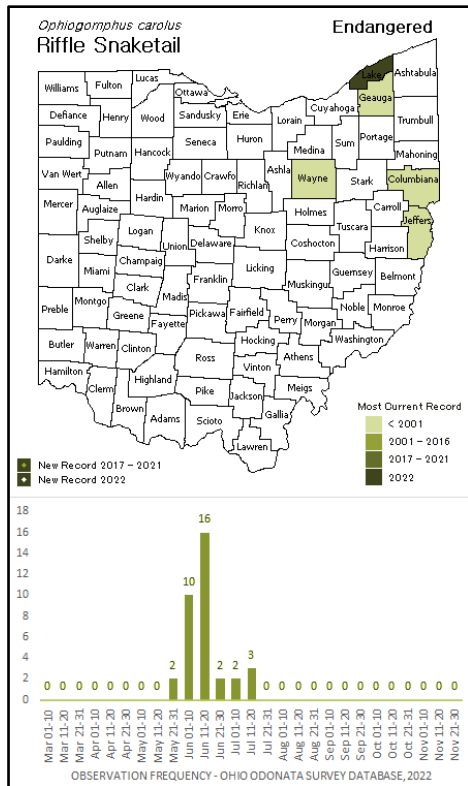 Ophiogomphus carolus
Endangered
Riffle Snaketail
Williams
Fulton
Lucas
Ottawa
Lake
Ashtabula
Geauga
Cuyahoga
Defiance
Henry
Wood
Sandusky
Erie
Lorain
Trumbull
Paulding
Putnam
Hancock
Seneca
Huron
Medina
Sum
Portage
Mahoning
Van Wert
Allen
Wyando
Crawfo
Richlan
Ashla
Wayne
Stark
Columbiana
Mercer
Auglaize
Hardin
Marion
Morro
Holmes
Carroll
Jeffers
Logan
Union
Delaware
Knox
Coshocton
Tuscara
Harrison
Shelby
Darke
Champaig
Licking
Guernsey
Belmont
Miami
Clark
Franklin
Muskingu
Madis
Preble
Montgo
Greene
Fayette
Pickawa
Fairfield
Perry
Morgan
Noble
Monroe
Washington
Butler
Warren
Clinton
Ross
Hocking
Athens
Hamilton
Clerm
Highland
Vinton
Meigs
Brown
Adams
Pike
Jackson
Scioto
Gallia
Lawren
Most Current Record
< 2001
2001 - 2016
2017 - 2021
2022
New Record 2017 - 2021
New Record 2022
18
16
14
12
10
8
6
4
2
0
0 0 0 0 0 0 0 0 2 10 16 2 2 3 0 0 0 0 0 0 0 0 0 0 0 0 0
Mar 01-10
Mar 11-20
Mar 21-31
Apr 01-10
Apr 11-20
Apr 21-30
May 01-10
May 11-20
May 21-31
Jun 01-10
Jun 11-20
Jun 21-30
Jul 01-10
Jul 11-20
Jul 21-31
Aug 01-10
Aug 11-20
Aug 21-31
Sep 01-10
Sep 11-20
Sep 21-30
Oct 01-10
Oct 11-20
Oct 21-31
Nov 01-10
Nov 11-20
Nov 21-30
OBSERVATION FREQUENCY - OHIO ODONATA SURVEY DATABASE, 2022